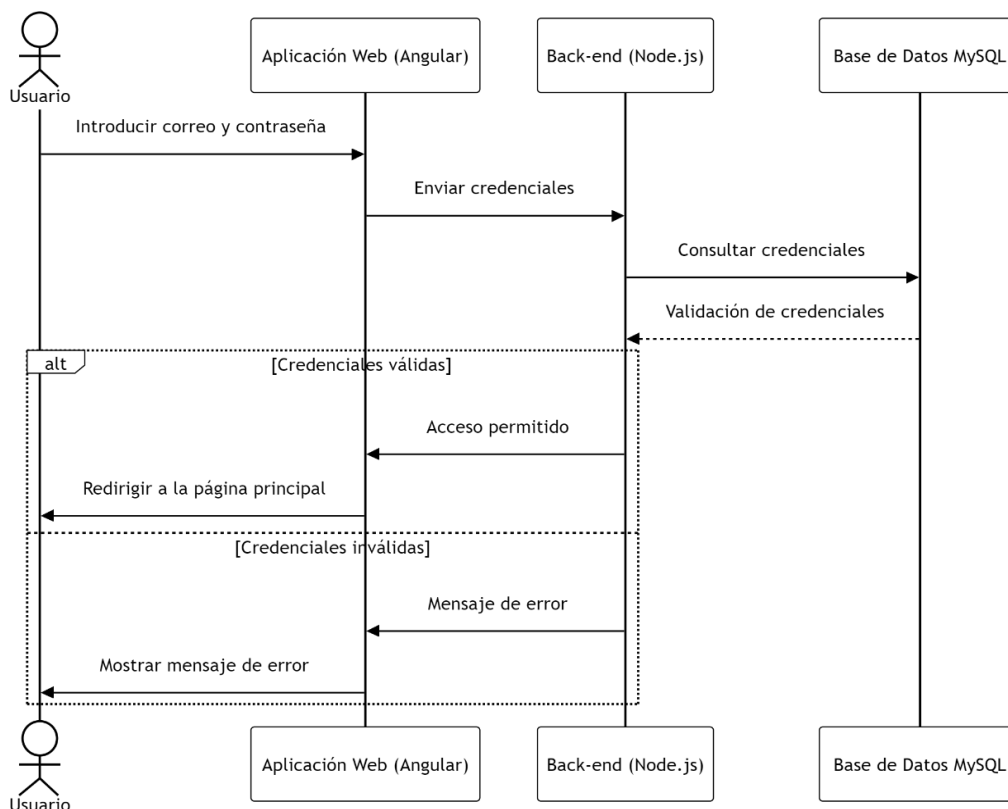 Usuario
Aplicación Web (Angular)
Back-end (Node.js)
Base de Datos MySQL
Introducir correo y contraseña
Enviar credenciales
Consultar credenciales
Validación de credenciales
alt
[Credenciales válidas]
Acceso permitido
Redirigir a la página principal
[Credenciales inválidas]
Mensaje de error
Mostrar mensaje de error
Usuario
Aplicación Web (Angular)
Back-end (Node.js)
Base de Datos MySQL